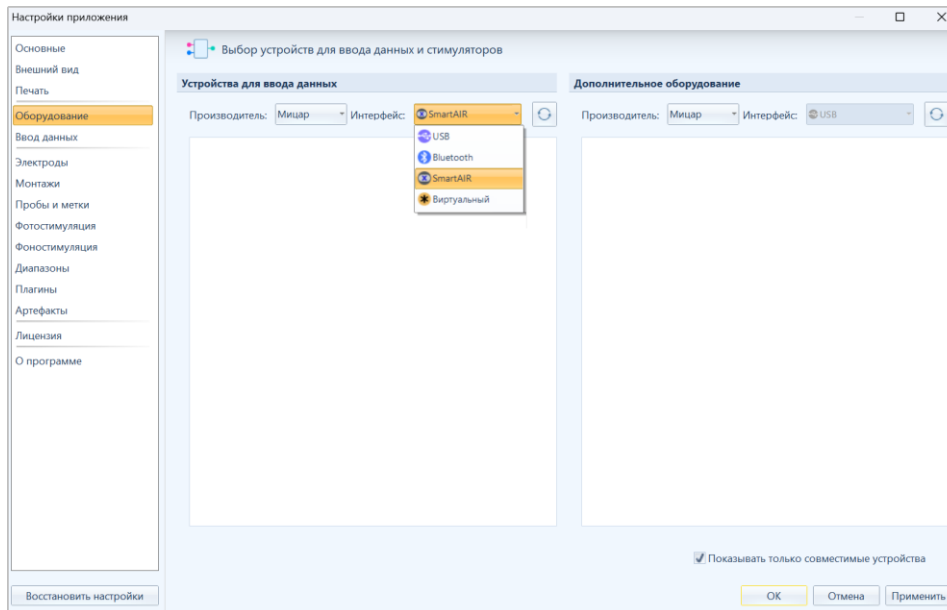 Настройки приложения
Основные
Внешний вид
Печать
Оборудование
Ввод данных
Электроды
Монтажи
Пробы и метки
Фотостимуляция
Фоностимуляция
Диапазоны
Плагины
Артефакты
Лицензия
О программе
Восстановить настройки
Выбор устройств для ввода данных и стимуляторов
Устройства для ввода данных
Производитель: Мицар Интерфейс: SmartAIR
USB
Bluetooth
SmartAIR
Виртуальный
Дополнительное оборудование
Производитель: Мицар Интерфейс: USB
Показывать только совместимые устройства
ОК Отмена Применить